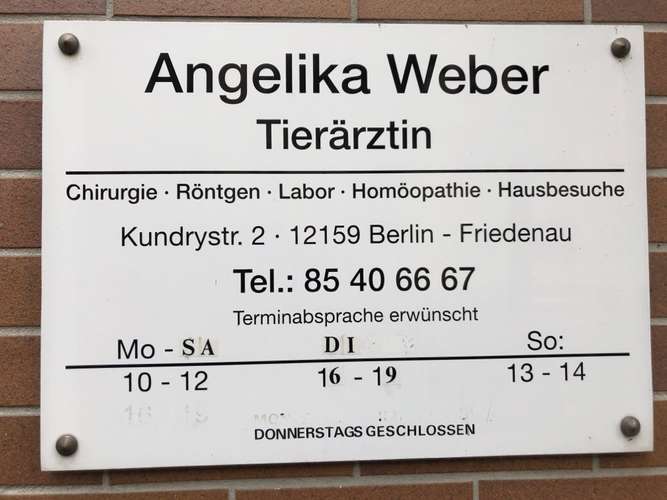 Angelika Weber
Tierärztin
Chirurgie · Röntgen · Labor · Homöopathie · Hausbesuche
Kundrystr. 2 · 12159 Berlin - Friedenau
Tel.: 85 40 66 67
Terminabsprache erwünscht
Mo - SA DI So:
10 - 12 16 - 19 13 - 14
DONNERSTAGS GESCHLOSSEN